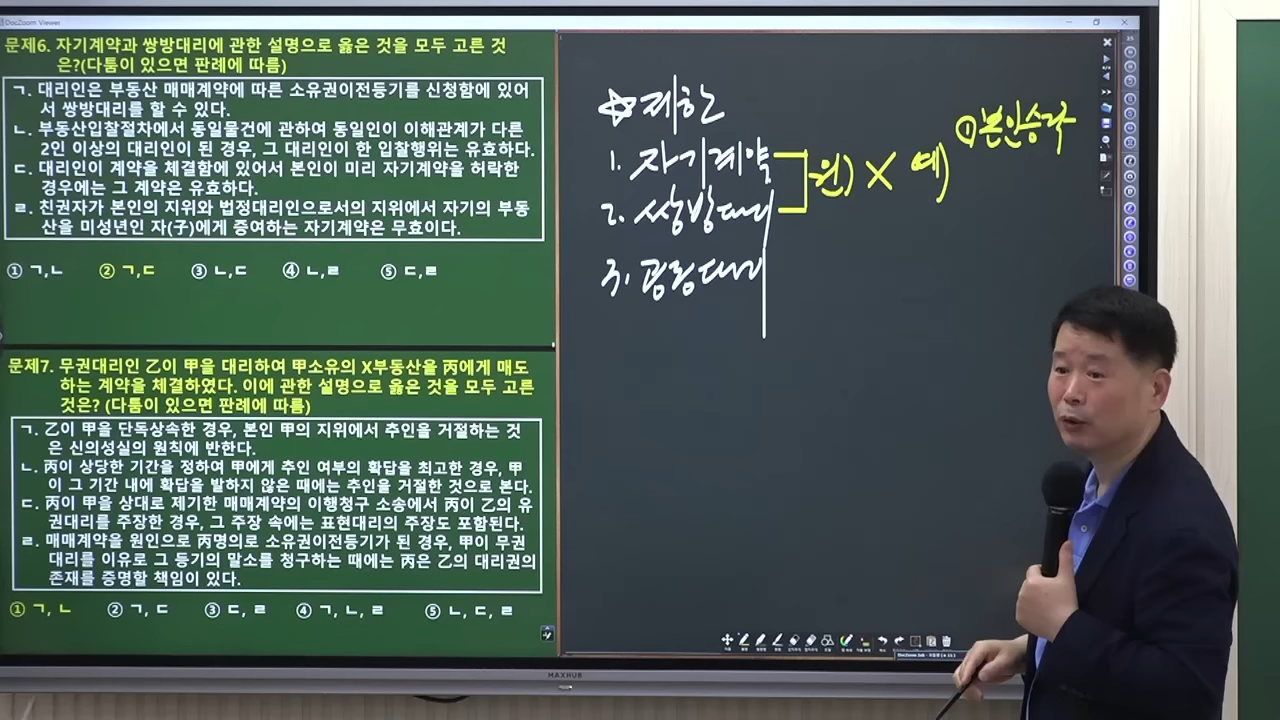 DocZoom Viewer
문제6. 자기계약과 쌍방대리에 관한 설명으로 옳은 것을 모두 고른 것
은?(다툼이 있으면 판례에 따름)
ㄱ. 대리인은 부동산 매매계약에 따른 소유권이전등기를 신청함에 있어
서 쌍방대리를 할 수 있다.
ㄴ. 부동산입찰절차에서 동일물건에 관하여 동일인이 이해관계가 다른
2인 이상의 대리인이 된 경우, 그 대리인이 한 입찰행위는 유효하다.
ㄷ. 대리인이 계약을 체결함에 있어서 본인이 미리 자기계약을 허락한
경우에는 그 계약은 유효하다.
ㄹ. 친권자가 본인의 지위와 법정대리인으로서의 지위에서 자기의 부동
산을 미성년인 자(子)에게 증여하는 자기계약은 무효이다.
① ㄱ,ㄴ ② ㄱ,ㄷ ③ ㄴ,ㄷ ④ ㄴ,ㄹ ⑤ ㄷ,ㄹ
문제7. 무권대리인 乙이 甲을 대리하여 甲소유의 X부동산을 丙에게 매도
하는 계약을 체결하였다. 이에 관한 설명으로 옳은 것을 모두 고른
것은? (다툼이 있으면 판례에 따름)
ㄱ. 乙이 甲을 단독상속한 경우, 본인 甲의 지위에서 추인을 거절하는 것
은 신의성실의 원칙에 반한다.
ㄴ. 丙이 상당한 기간을 정하여 甲에게 추인 여부의 확답을 최고한 경우, 甲
이 그 기간 내에 확답을 발하지 않은 때에는 추인을 거절한 것으로 본다.
ㄷ. 丙이 甲을 상대로 제기한 매매계약의 이행청구 소송에서 丙이 乙의 유
권대리를 주장한 경우, 그 주장 속에는 표현대리의 주장도 포함된다.
ㄹ. 매매계약을 원인으로 丙명의로 소유권이전등기가 된 경우, 甲이 무권
대리를 이유로 그 등기의 말소를 청구하는 때에는 丙은 乙의 대리권의
존재를 증명할 책임이 있다.
① ㄱ, ㄴ ② ㄱ, ㄷ ③ ㄷ, ㄹ ④ ㄱ, ㄴ, ㄹ ⑤ ㄴ, ㄷ, ㄹ
☆제한
1. 자기계약
2. 쌍방대리
3. 공동대리
원) X 예) ①본인승낙
MAXHUB